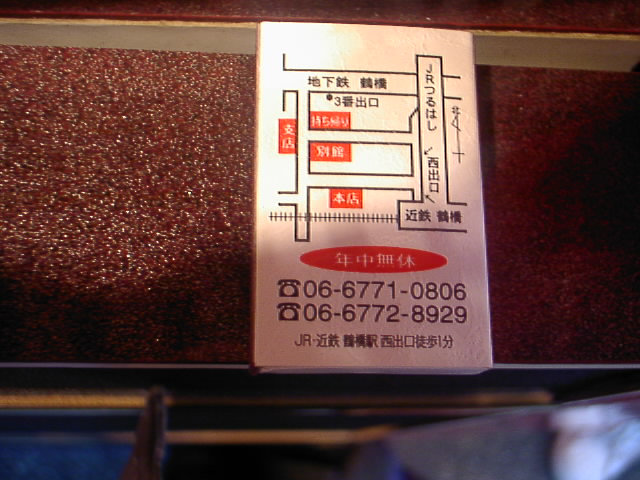 地下鉄 鶴橋
●3番出口
JRつるはし
北
持ち帰り
支店
別館
西出口
本店
近鉄 鶴橋
年中無休
☎06-6771-0806
☎06-6772-8929
JR・近鉄 鶴橋駅 西出口徒歩1分